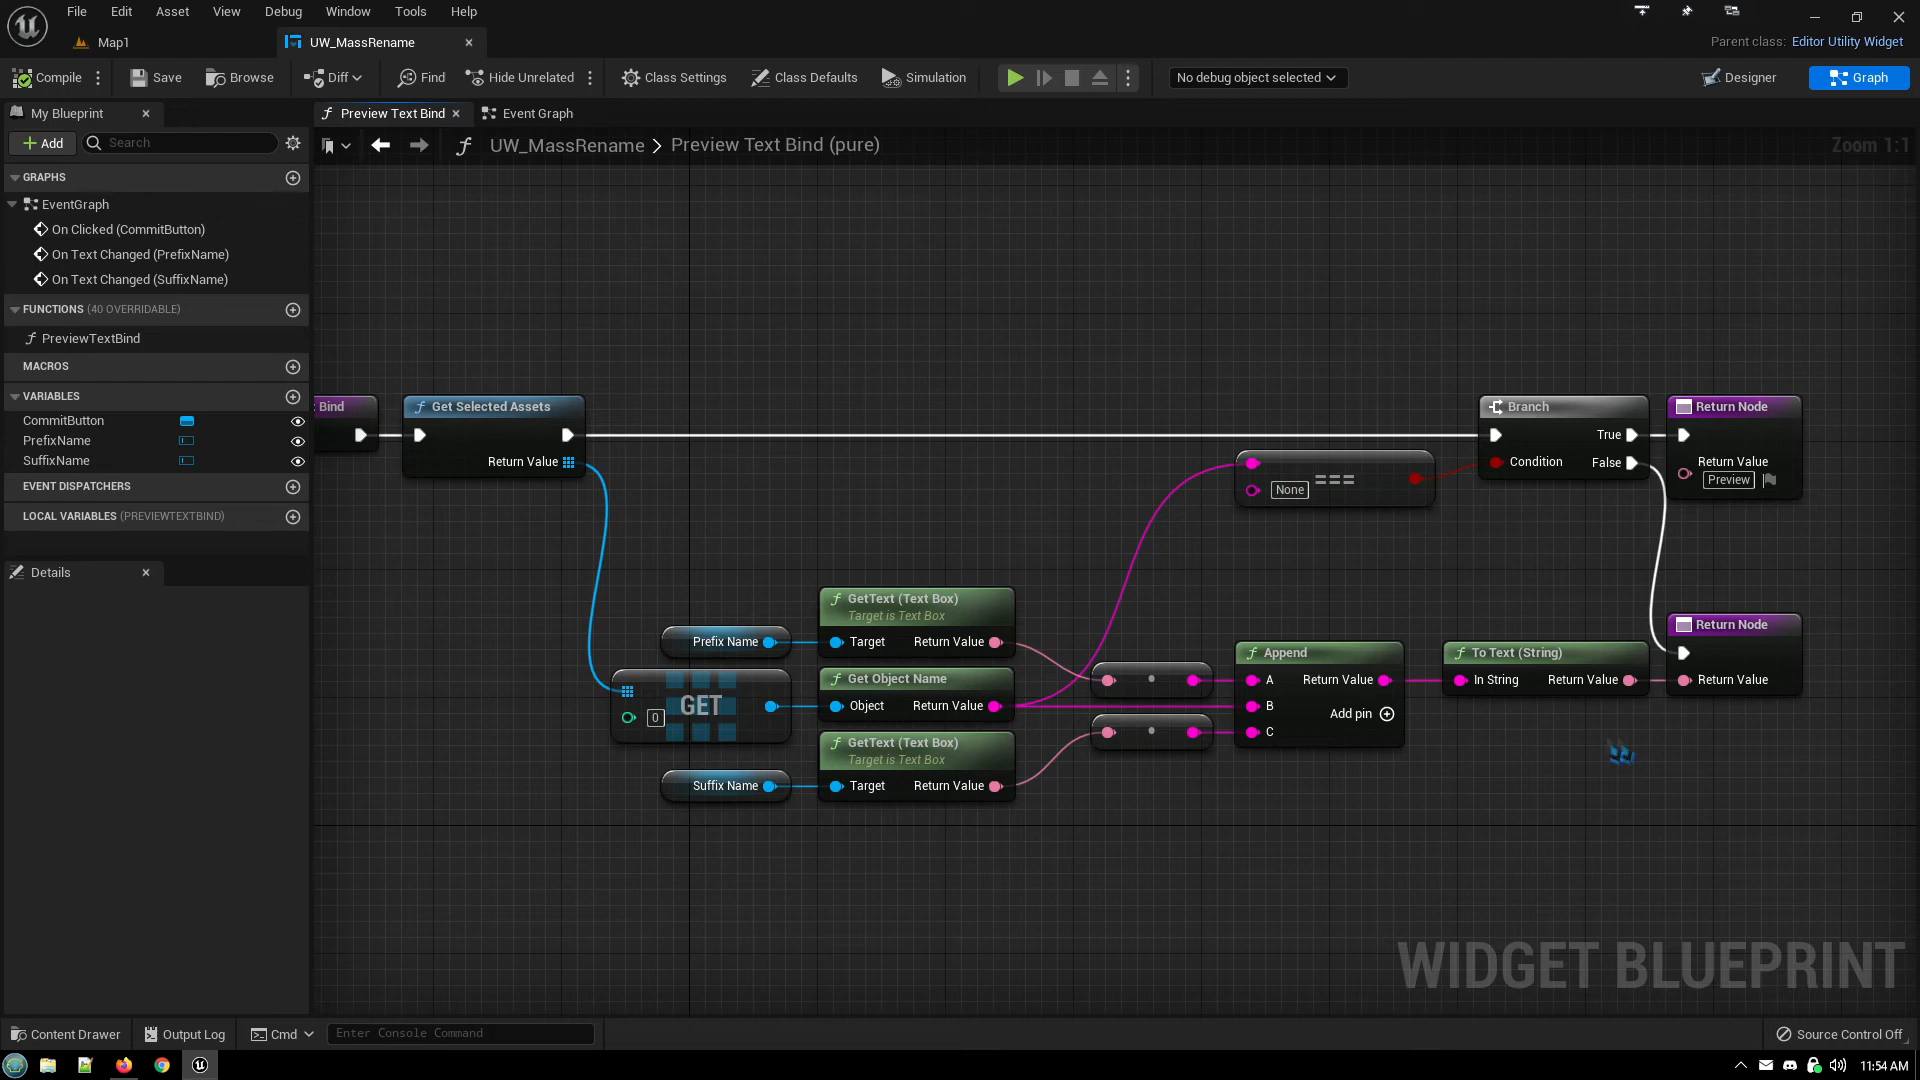 File Edit Asset View Debug Window Tools Help
Map1
UW_MassRename
Parent class: Editor Utility Widget
Compile Save Browse Diff Find Hide Unrelated Class Settings Class Defaults Simulation No debug object selected Designer Graph
My Blueprint
Preview Text Bind Event Graph
Add Search
UW_MassRename > Preview Text Bind (pure)
Zoom 1:1
GRAPHS
EventGraph
On Clicked (CommitButton)
On Text Changed (PrefixName)
On Text Changed (SuffixName)
FUNCTIONS (40 OVERRIDABLE)
PreviewTextBind
MACROS
VARIABLES
CommitButton
PrefixName
SuffixName
EVENT DISPATCHERS
LOCAL VARIABLES (PREVIEWTEXTBIND)
Details
Bind
Get Selected Assets
Return Value
Branch
True
Condition False
Return Node
Return Value
Preview
===
None
GetText (Text Box)
Target is Text Box
Prefix Name
Target Return Value
GET
0
Get Object Name
Object Return Value
GetText (Text Box)
Target is Text Box
Suffix Name
Target Return Value
Append
A Return Value
B
Add pin
C
To Text (String)
In String Return Value
Return Node
Return Value
WIDGET BLUEPRINT
Content Drawer Output Log Cmd Enter Console Command Source Control Off
11:54 AM